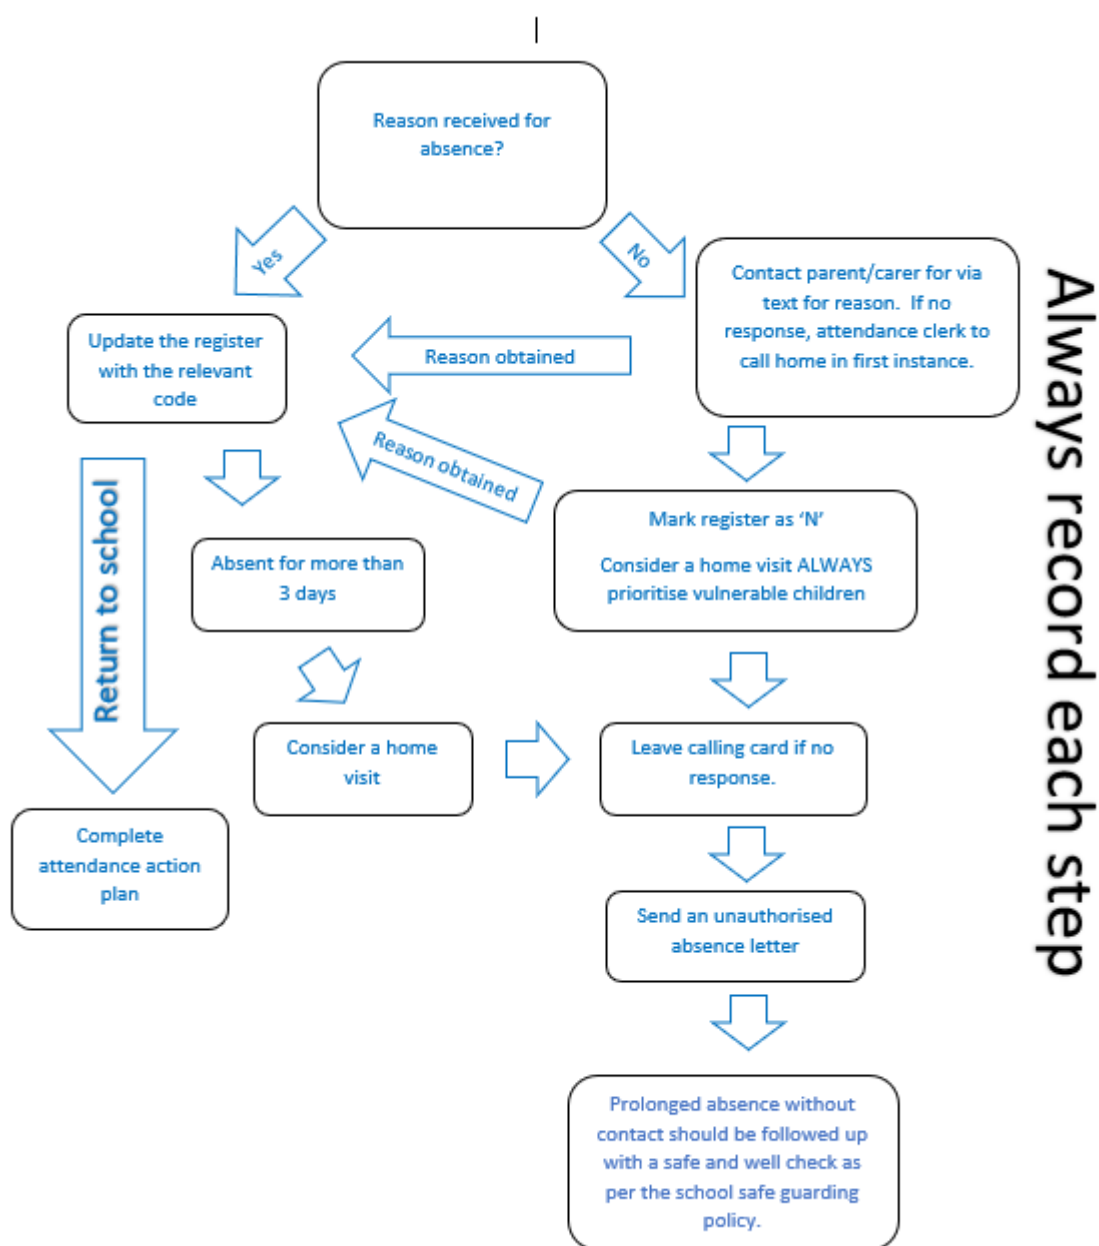 Reason received for
absence?
Yes
No
Contact parent/carer for via
text for reason.  If no
response, attendance clerk to
call home in first instance.
Update the register
with the relevant
code
Reason obtained
Reason obtained
Mark register as ‘N’
Consider a home visit ALWAYS
prioritise vulnerable children
Return to school
Absent for more than
3 days
Consider a home
visit
Leave calling card if no
response.
Complete
attendance action
plan
Send an unauthorised
absence letter
Prolonged absence without
contact should be followed up
with a safe and well check as
per the school safe guarding
policy.
Always record each step